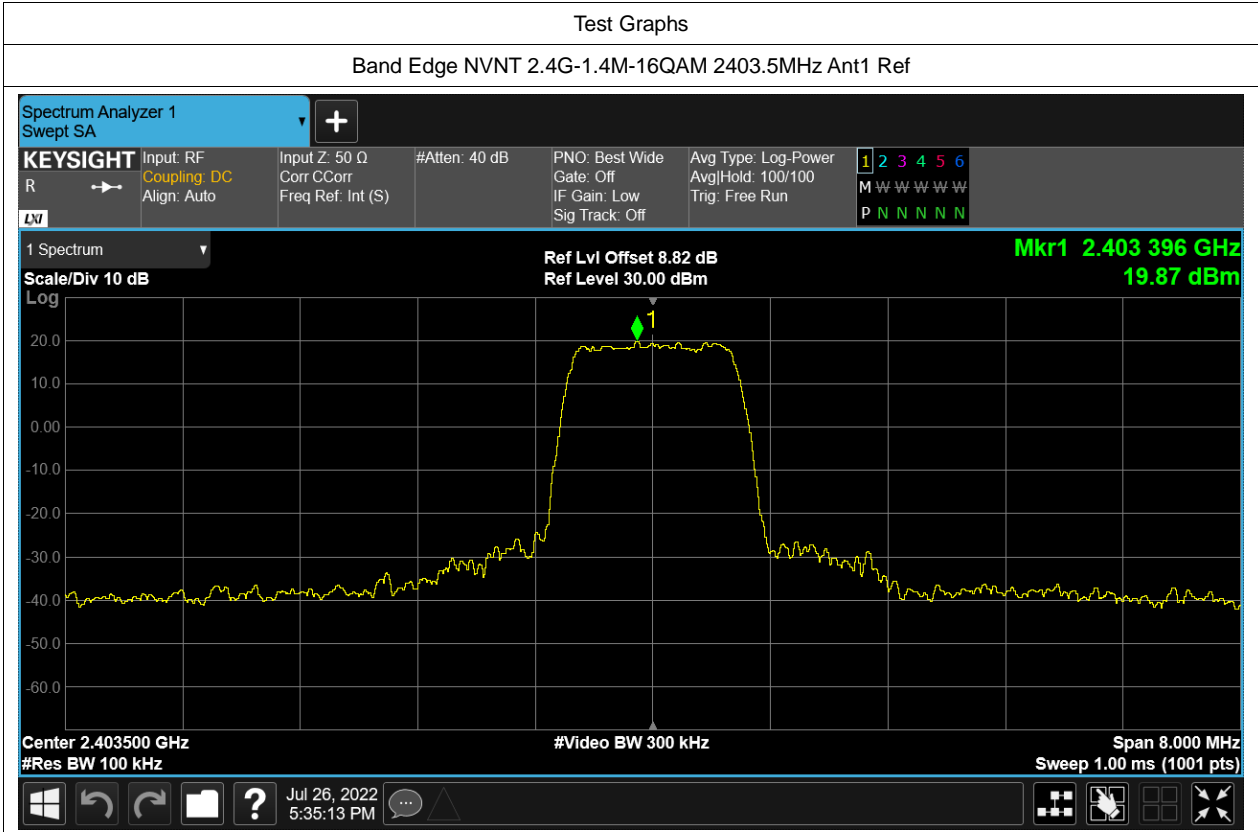 Test Graphs
Band Edge NVNT 2.4G-1.4M-16QAM 2403.5MHz Ant1 Ref
Spectrum Analyzer 1
Swept SA
KEYSIGHT
R
LXI
Input: RF
Coupling: DC
Align: Auto
Input Z: 50 Ω
Corr CCorr
Freq Ref: Int (S)
#Atten: 40 dB
PNO: Best Wide
Gate: Off
IF Gain: Low
Sig Track: Off
Avg Type: Log-Power
Avg|Hold: 100/100
Trig: Free Run
1 2 3 4 5 6
M W W W W W
P N N N N N
1 Spectrum
Scale/Div 10 dB
Log
Ref Lvl Offset 8.82 dB
Ref Level 30.00 dBm
Mkr1 2.403 396 GHz
19.87 dBm
1
20.0
10.0
0.00
-10.0
-20.0
-30.0
-40.0
-50.0
-60.0
Center 2.403500 GHz
#Res BW 100 kHz
#Video BW 300 kHz
Span 8.000 MHz
Sweep 1.00 ms (1001 pts)
?
Jul 26, 2022
5:35:13 PM